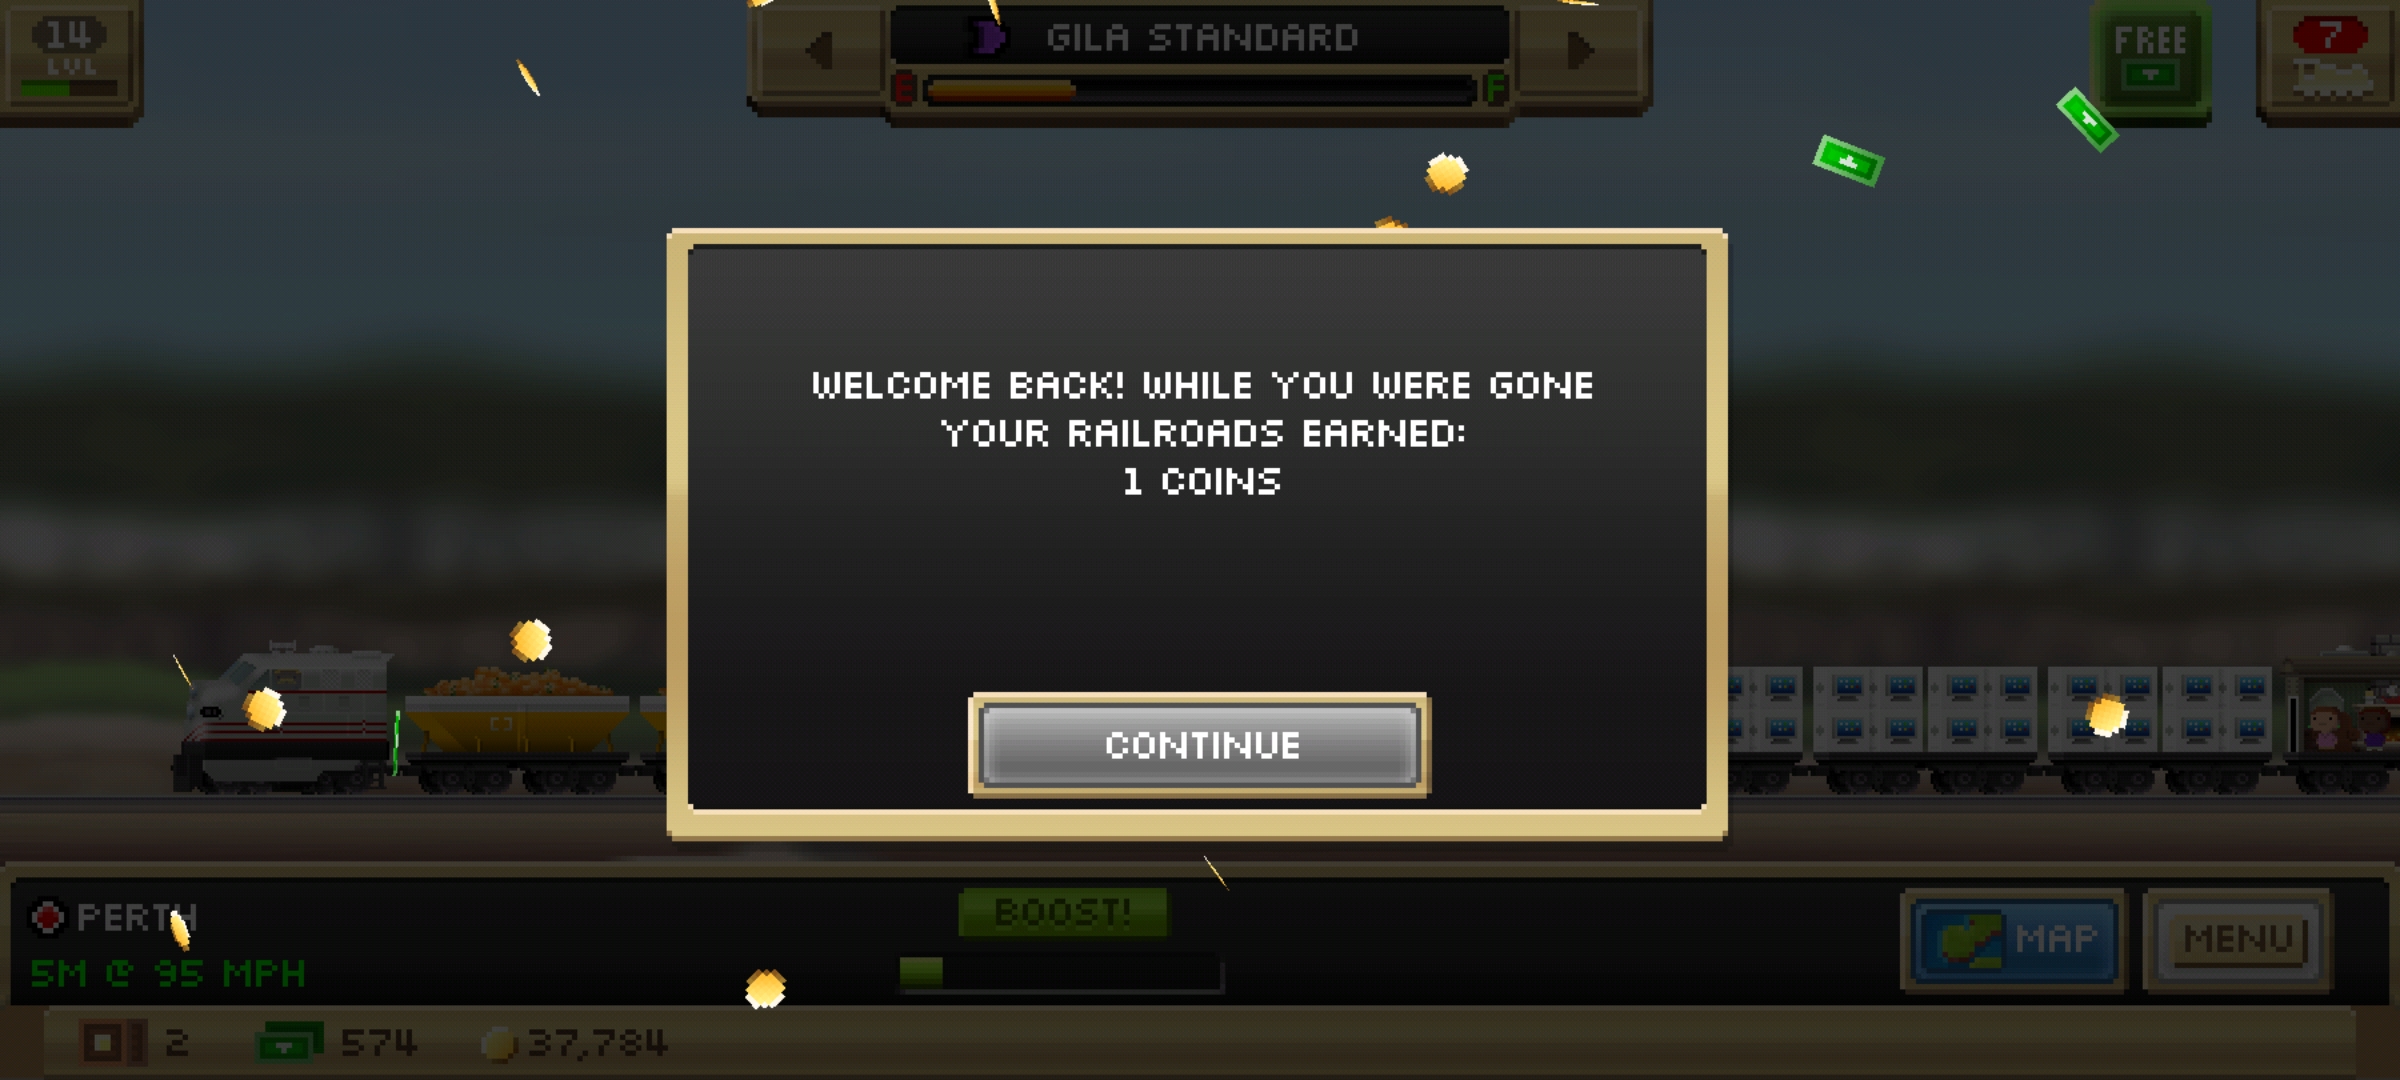 14
LVL
GILA STANDARD
E F
FREE
7
WELCOME BACK! WHILE YOU WERE GONE
YOUR RAILROADS EARNED:
1 COINS
CONTINUE
PERTH
5M @ 95 MPH
BOOST!
MAP
MENU
2 574 37,784